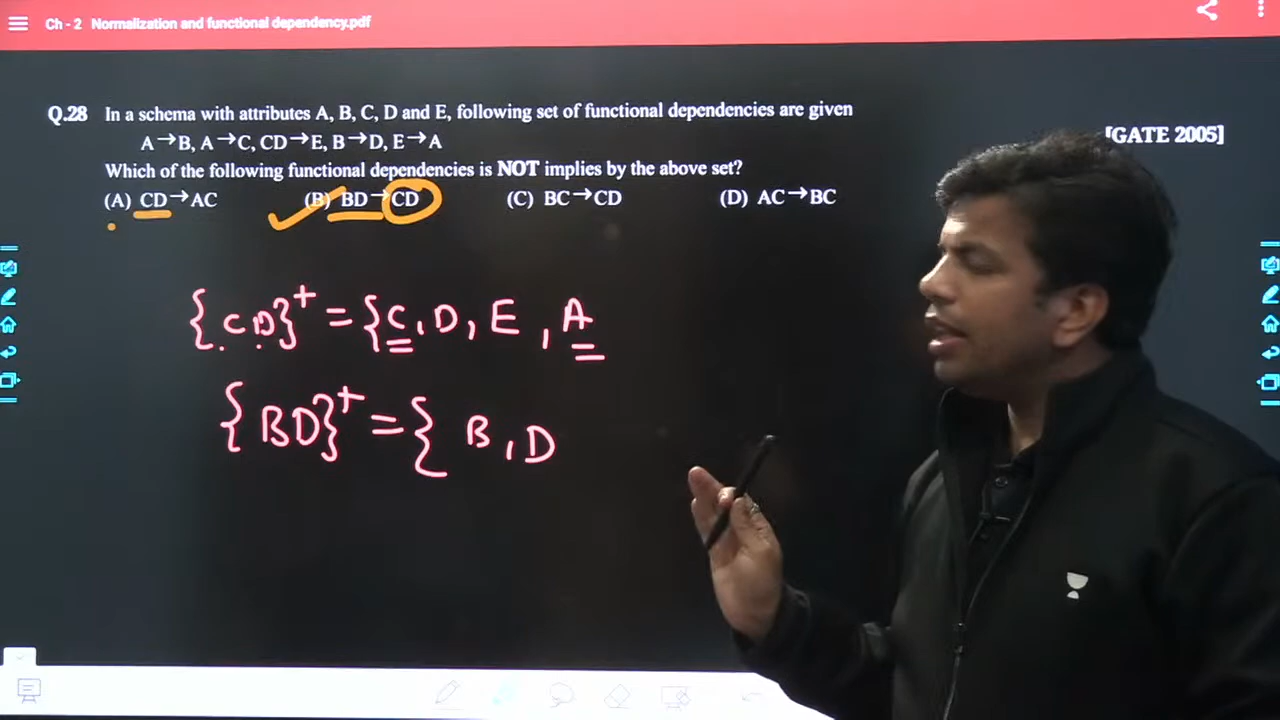 Ch - 2 Normalization and functional dependency.pdf
Q.28 In a schema with attributes A, B, C, D and E, following set of functional dependencies are given
[GATE 2005]
A→B, A→C, CD→E, B→D, E→A
Which of the following functional dependencies is NOT implies by the above set?
(A) CD→AC (B) BD→CD (C) BC→CD (D) AC→BC
{CD}+ = {C, D, E, A
{BD}+ = { B, D